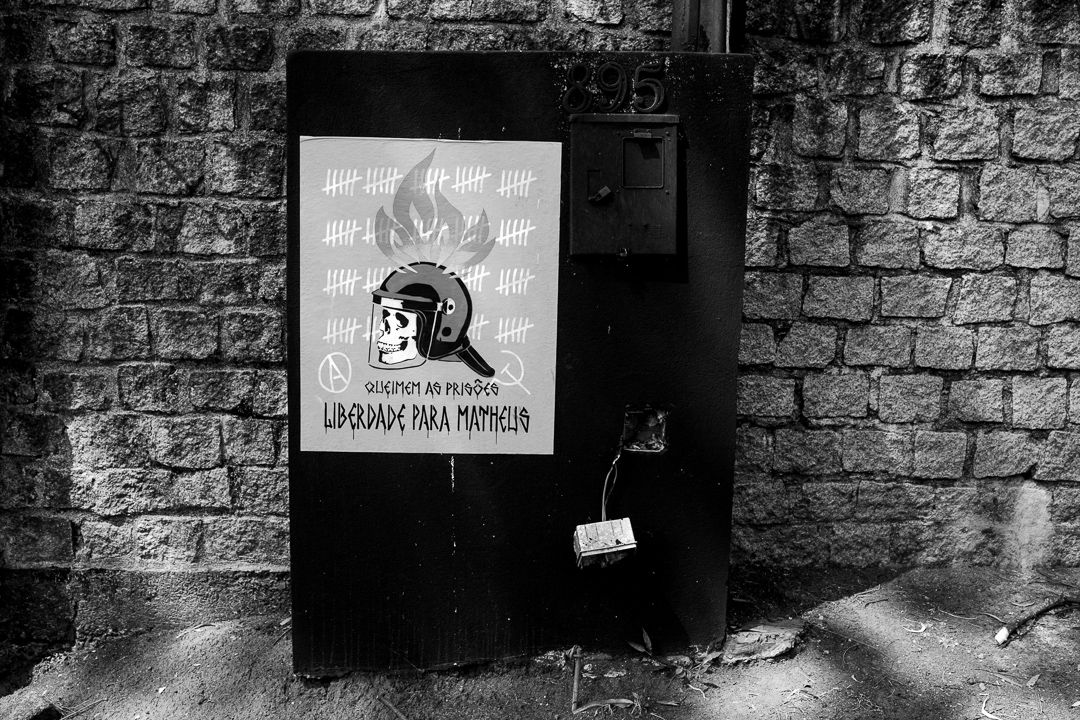 895
A
QUEIMEM AS PRISÕES
LIBERDADE PARA MATHEUS